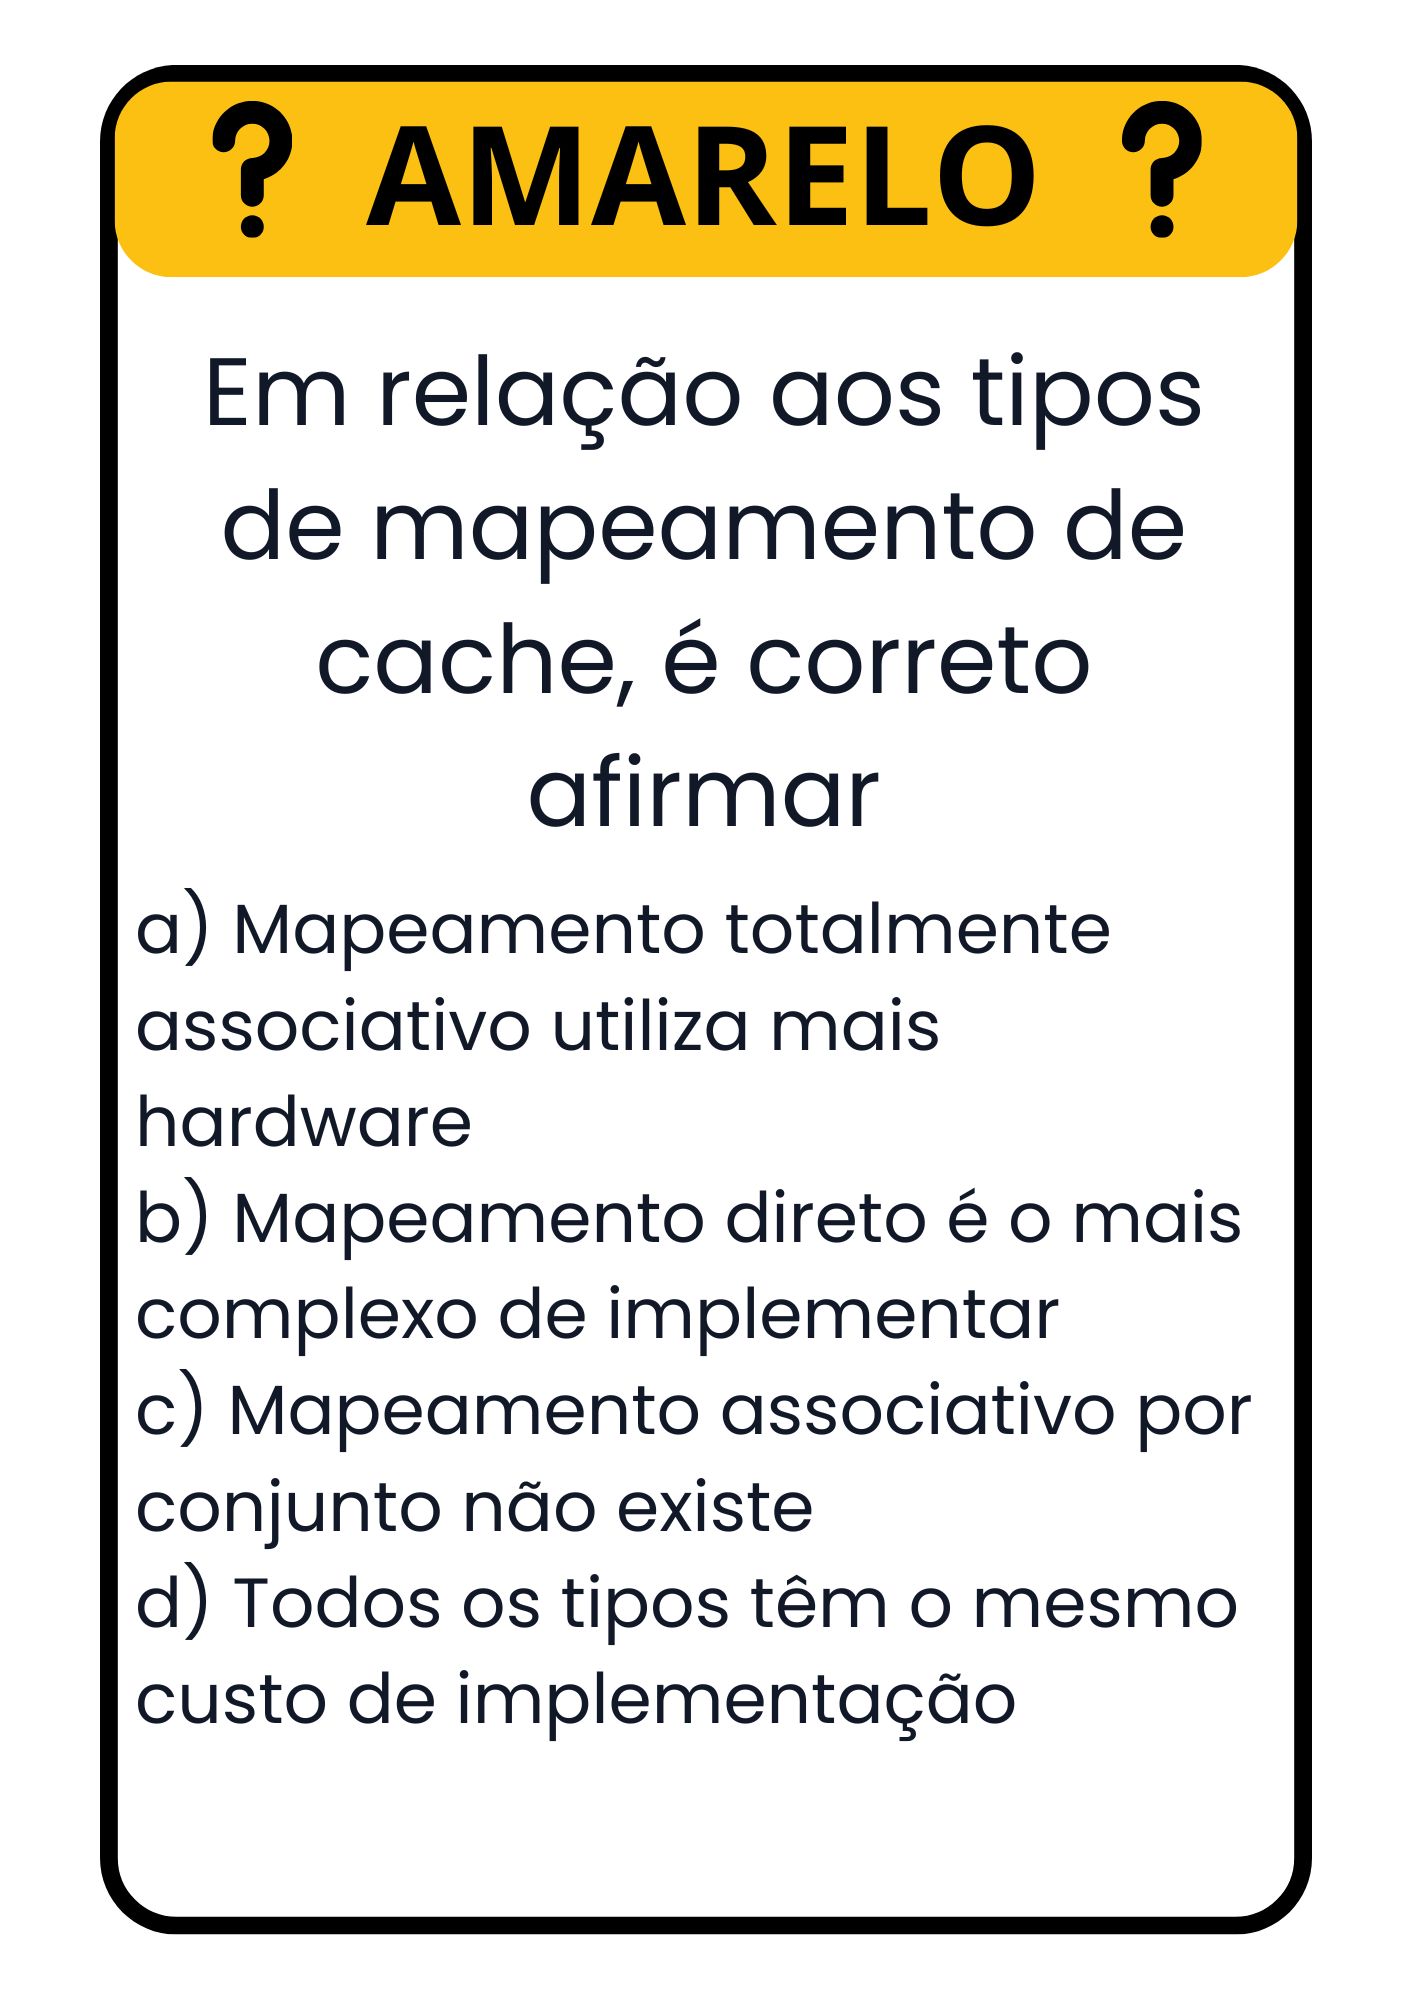 ? AMARELO ?
Em relação aos tipos
de mapeamento de
cache, é correto
afirmar
a) Mapeamento totalmente
associativo utiliza mais
hardware
b) Mapeamento direto é o mais
complexo de implementar
c) Mapeamento associativo por
conjunto não existe
d) Todos os tipos têm o mesmo
custo de implementação